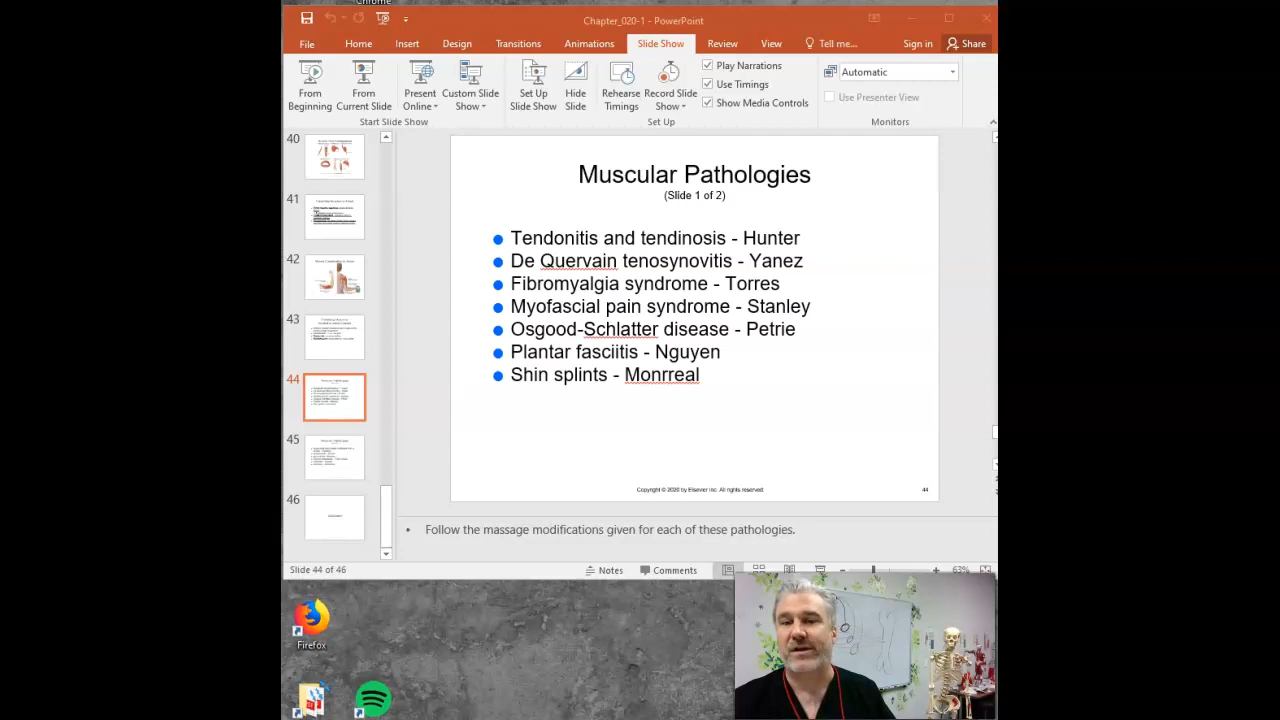 Chrome
Chapter_020-1 - PowerPoint
File Home Insert Design Transitions Animations Slide Show Review View Tell me... Sign in Share
From Beginning
From Current Slide
Present Online
Custom Slide Show
Set Up Slide Show
Hide Slide
Rehearse Timings
Record Slide Show
Play Narrations
Use Timings
Show Media Controls
Automatic
Use Presenter View
Start Slide Show Set Up Monitors
40
41
42
43
44
45
46
Muscular Pathologies
(Slide 1 of 2)
Tendonitis and tendinosis - Hunter
De Quervain tenosynovitis - Yanez
Fibromyalgia syndrome - Torres
Myofascial pain syndrome - Stanley
Osgood-Schlatter disease - Petrie
Plantar fasciitis - Nguyen
Shin splints - Monrreal
Copyright © 2020 by Elsevier Inc. All rights reserved. 44
• Follow the massage modifications given for each of these pathologies.
Slide 44 of 46 Notes Comments 63%
Firefox